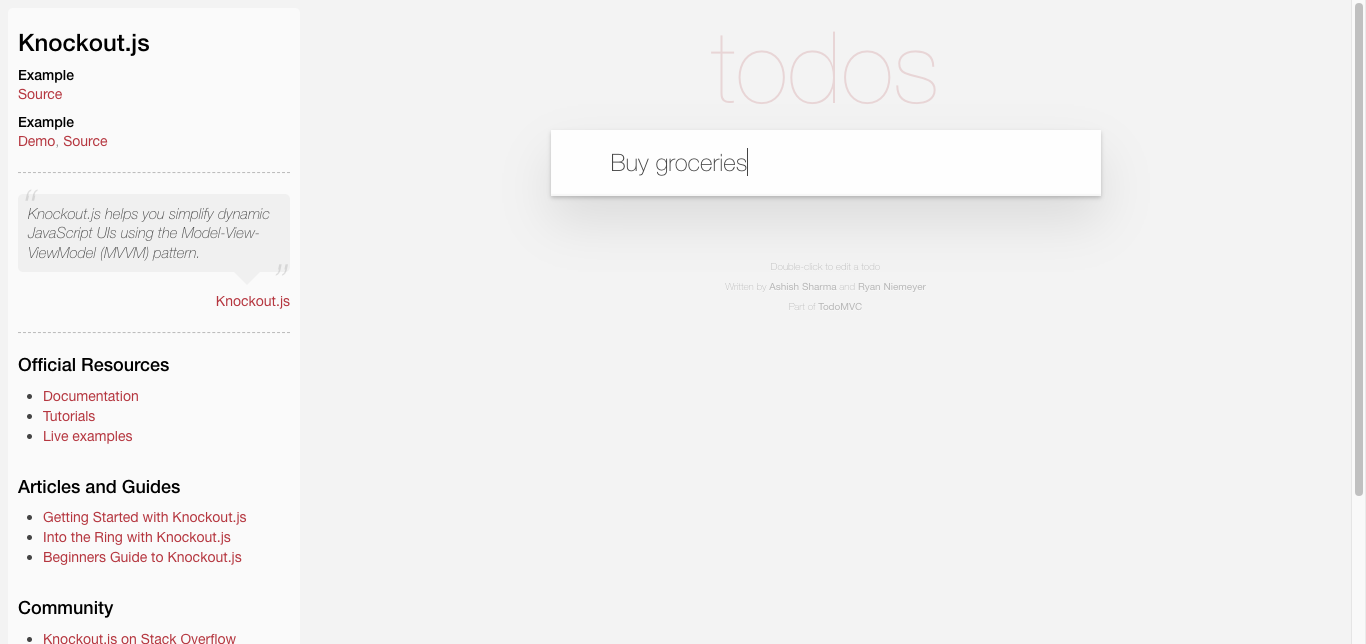 Knockout.js
Example
Source
Example
Demo, Source
"
Knockout.js helps you simplify dynamic
JavaScript UIs using the Model-View-
ViewModel (MVVM) pattern.
"
Knockout.js
Official Resources
Documentation
Tutorials
Live examples
Articles and Guides
Getting Started with Knockout.js
Into the Ring with Knockout.js
Beginners Guide to Knockout.js
Community
Knockout.js on Stack Overflow
todos
Buy groceries
Double-click to edit a todo
Written by Ashish Sharma and Ryan Niemeyer
Part of TodoMVC